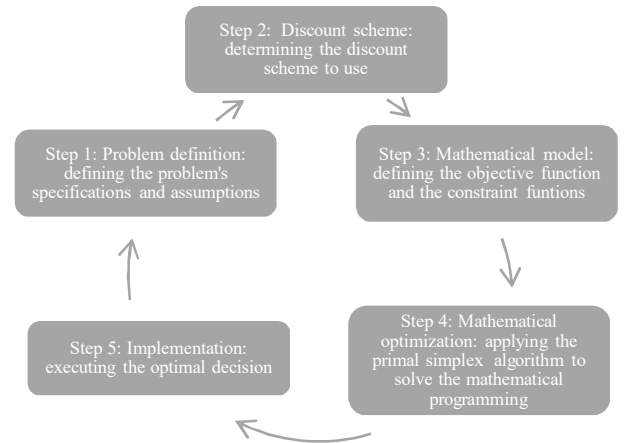 Step 2: Discount scheme:
determining the discount
scheme to use
Step 1: Problem definition:
defining the problem's
specifications and assumptions
Step 3: Mathematical model:
defining the objective function
and the constraint funtions
Step 5: Implementation:
executing the optimal decision
Step 4: Mathematical
optimization: applying the
primal simplex algorithm to
solve the mathematical
programming